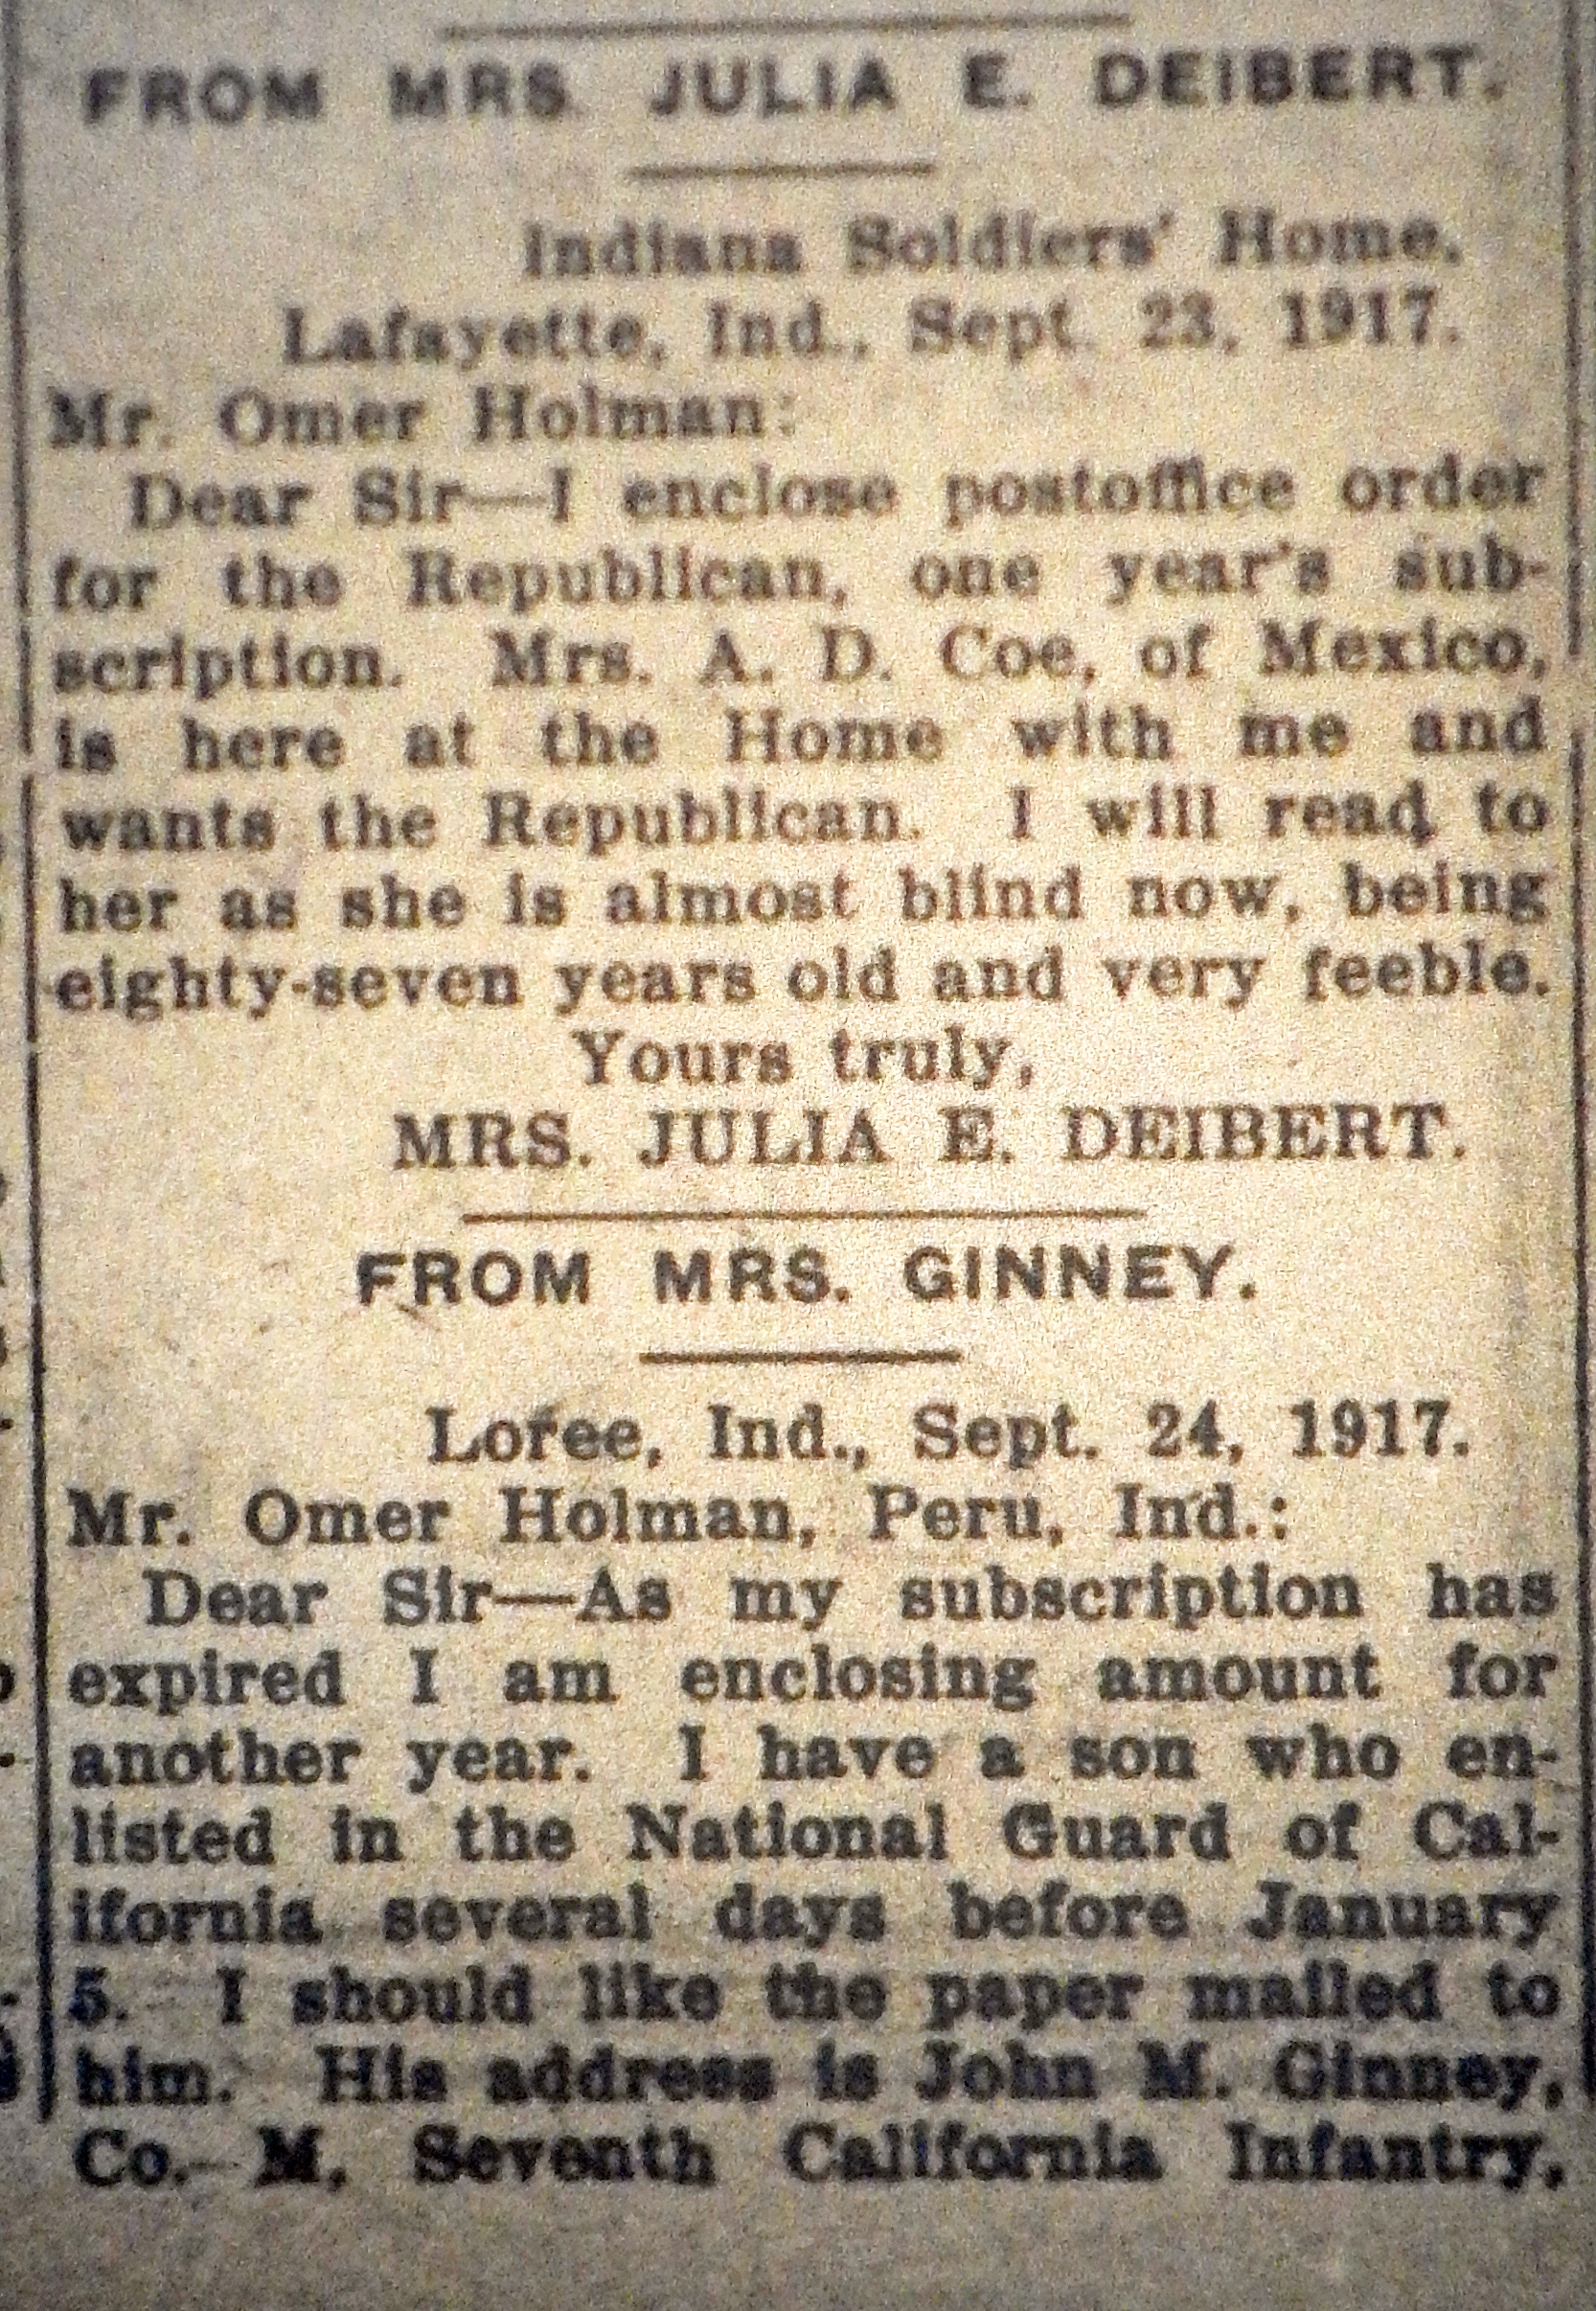 FROM MRS. JULIA E. DEIBERT.
Indiana Soldiers' Home,
Lafayette, Ind., Sept. 23, 1917.
Mr. Omer Holman:
Dear Sir—I enclose postoffice order
for the Republican, one year's sub-
scription. Mrs. A. D. Coe, of Mexico,
is here at the Home with me and
wants the Republican. I will read to
her as she is almost blind now, being
eighty-seven years old and very feeble.
Yours truly,
MRS. JULIA E. DEIBERT.
FROM MRS. GINNEY.
Loree, Ind., Sept. 24, 1917.
Mr. Omer Holman, Peru, Ind.:
Dear Sir—As my subscription has
expired I am enclosing amount for
another year. I have a son who en-
listed in the National Guard of Cal-
ifornia several days before January
5. I should like the paper mailed to
him. His address is John M. Ginney,
Co. M, Seventh California Infantry,